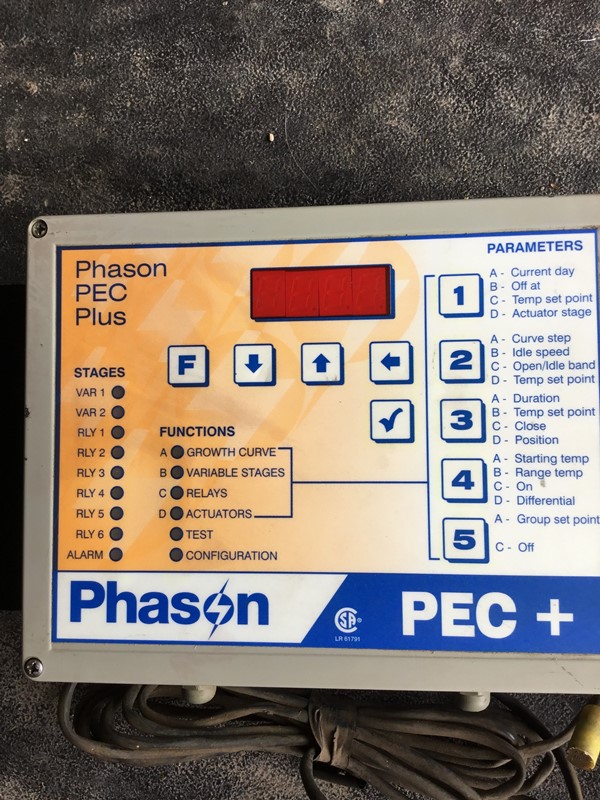 Phason
PEC
Plus
PARAMETERS
1
A - Current day
B - Off at
C - Temp set point
D - Actuator stage
F
2
A - Curve step
B - Idle speed
C - Open/Idle band
D - Temp set point
STAGES
VAR 1
VAR 2
RLY 1
RLY 2
RLY 3
RLY 4
RLY 5
RLY 6
ALARM
FUNCTIONS
A GROWTH CURVE
B VARIABLE STAGES
C RELAYS
D ACTUATORS
TEST
CONFIGURATION
3
A - Duration
B - Temp set point
C - Close
D - Position
4
A - Starting temp
B - Range temp
C - On
D - Differential
5
A - Group set point
C - Off
Phason
SA
®
LR 61791
PEC +